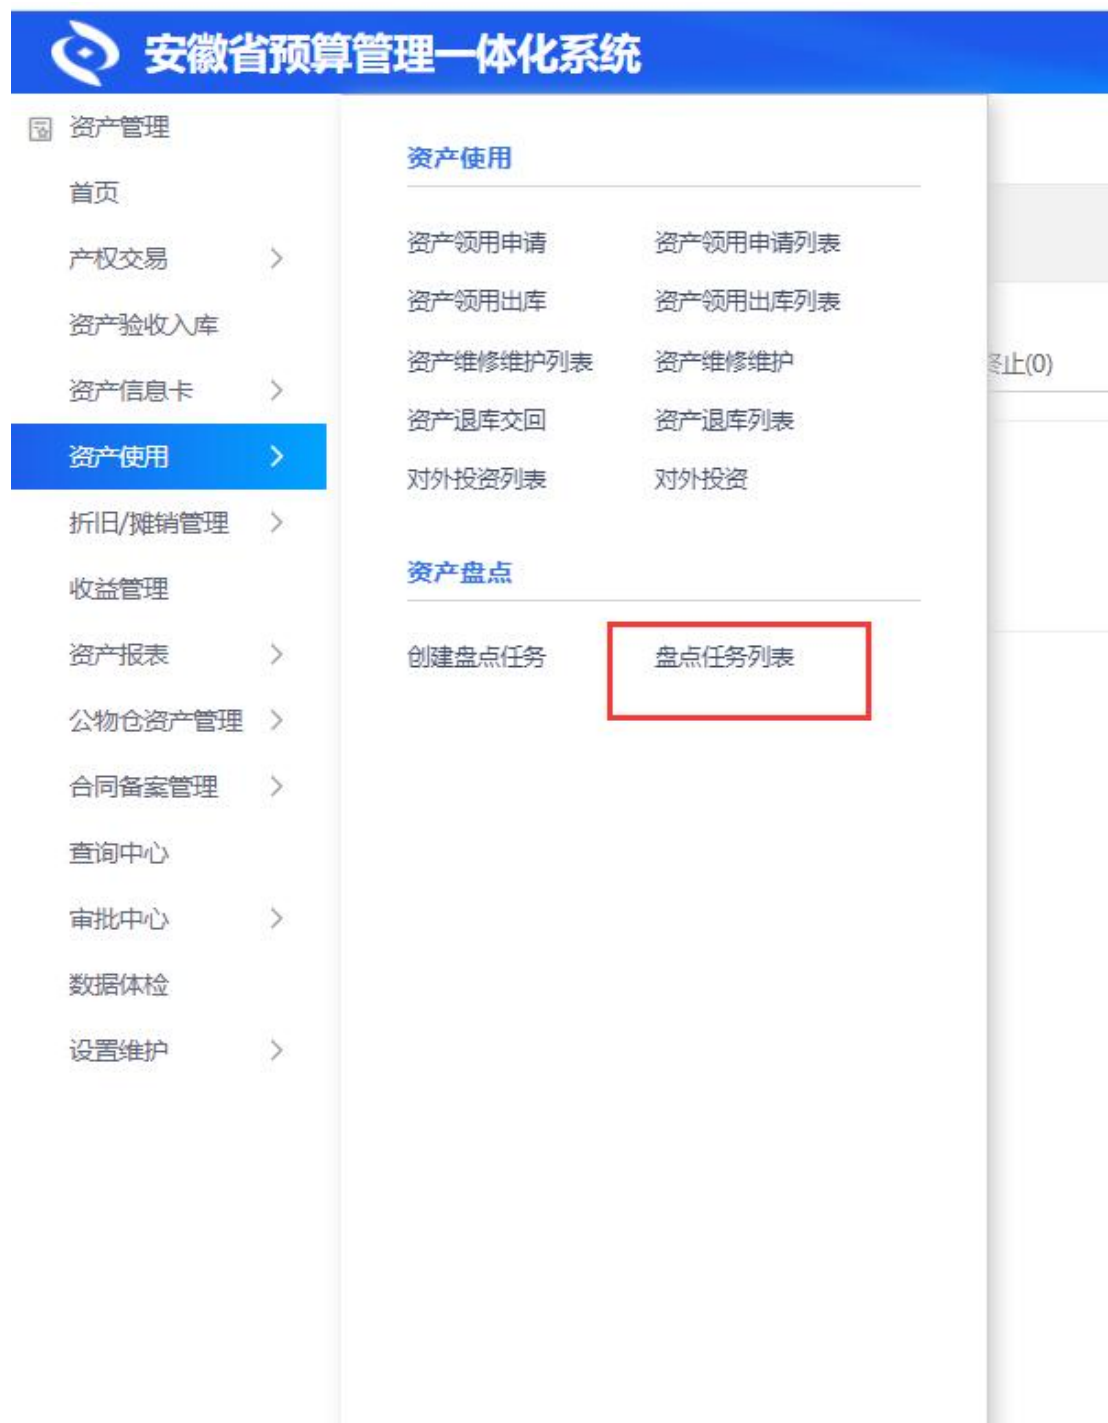 安徽省预算管理一体化系统
资产管理
首页
产权交易
资产验收入库
资产信息卡
资产使用
折旧/摊销管理
收益管理
资产报表
公物仓资产管理
合同备案管理
查询中心
审批中心
数据体检
设置维护
资产使用
资产领用申请 资产领用申请列表
资产领用出库 资产领用出库列表
资产维修维护列表 资产维修维护
资产退库交回 资产退库列表
对外投资列表 对外投资
资产盘点
创建盘点任务 盘点任务列表
终止(0)